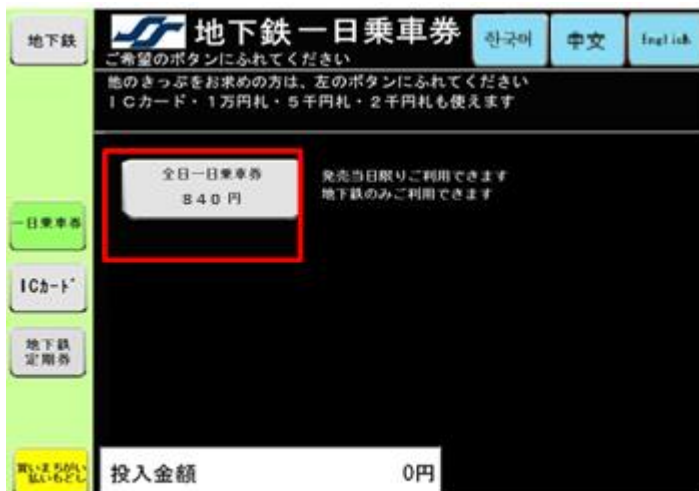 地下鉄
地下鉄一日乗車券
한국어
中文
English
ご希望のボタンにふれてください
他のきっぷをお求めの方は、左のボタンにふれてください
ICカード・1万円札・5千円札・2千円札も使えます
全日一日乗車券
840円
発売当日限りご利用できます
地下鉄のみご利用できます
一日乗車券
ICカード
地下鉄
定期券
買いまちがい
払いもどし
投入金額 0円